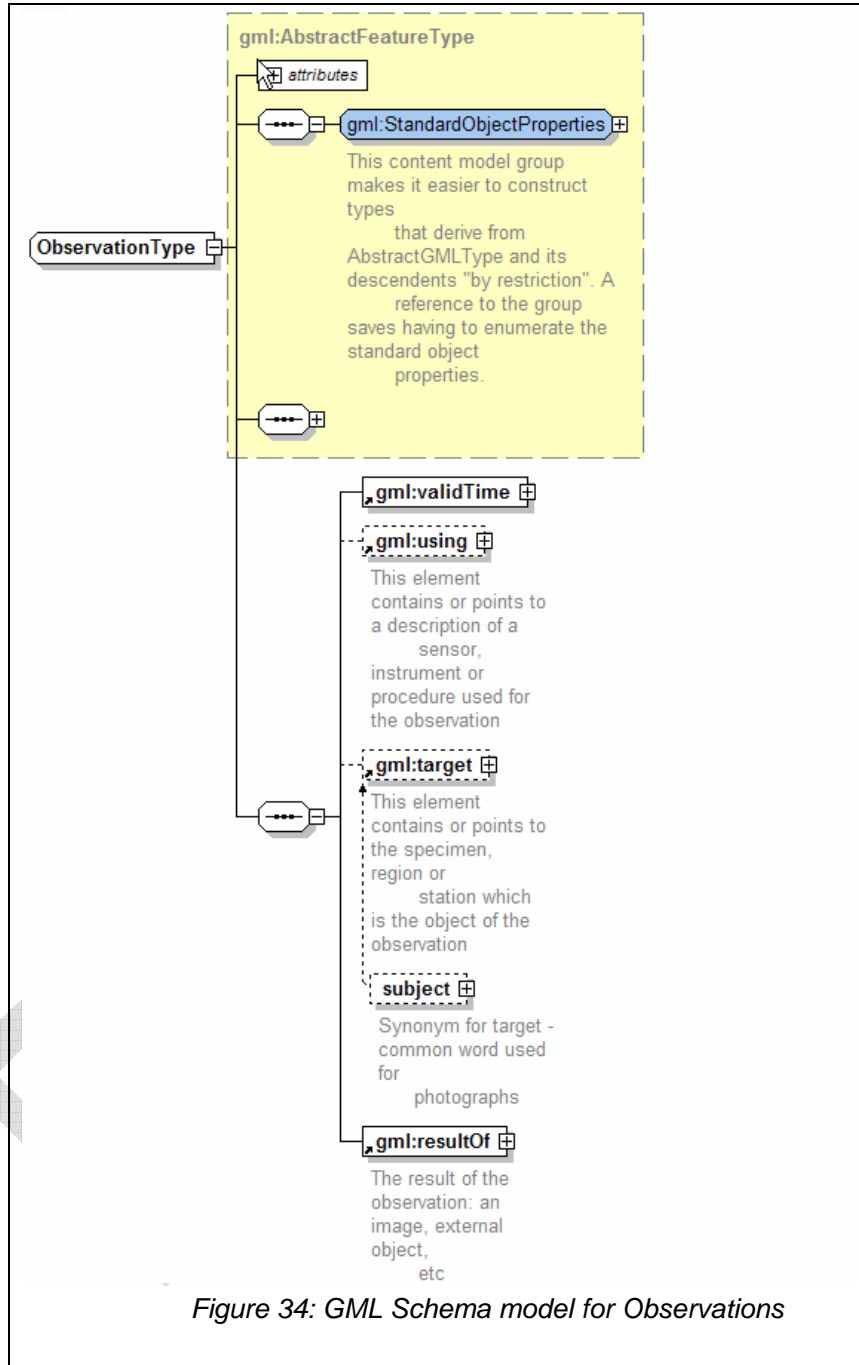 gml:AbstractFeatureType
attributes
gml:StandardObjectProperties
This content model group
makes it easier to construct
types
that derive from
AbstractGMLType and its
descendents "by restriction". A
reference to the group
saves having to enumerate the
standard object
properties.
ObservationType
gml:validTime
gml:using
This element
contains or points to
a description of a
sensor,
instrument or
procedure used for
the observation
gml:target
This element
contains or points to
the specimen,
region or
station which
is the object of the
observation
subject
Synonym for target -
common word used
for
photographs
gml:resultOf
The result of the
observation: an
image, external
object,
etc
Figure 34: GML Schema model for Observations